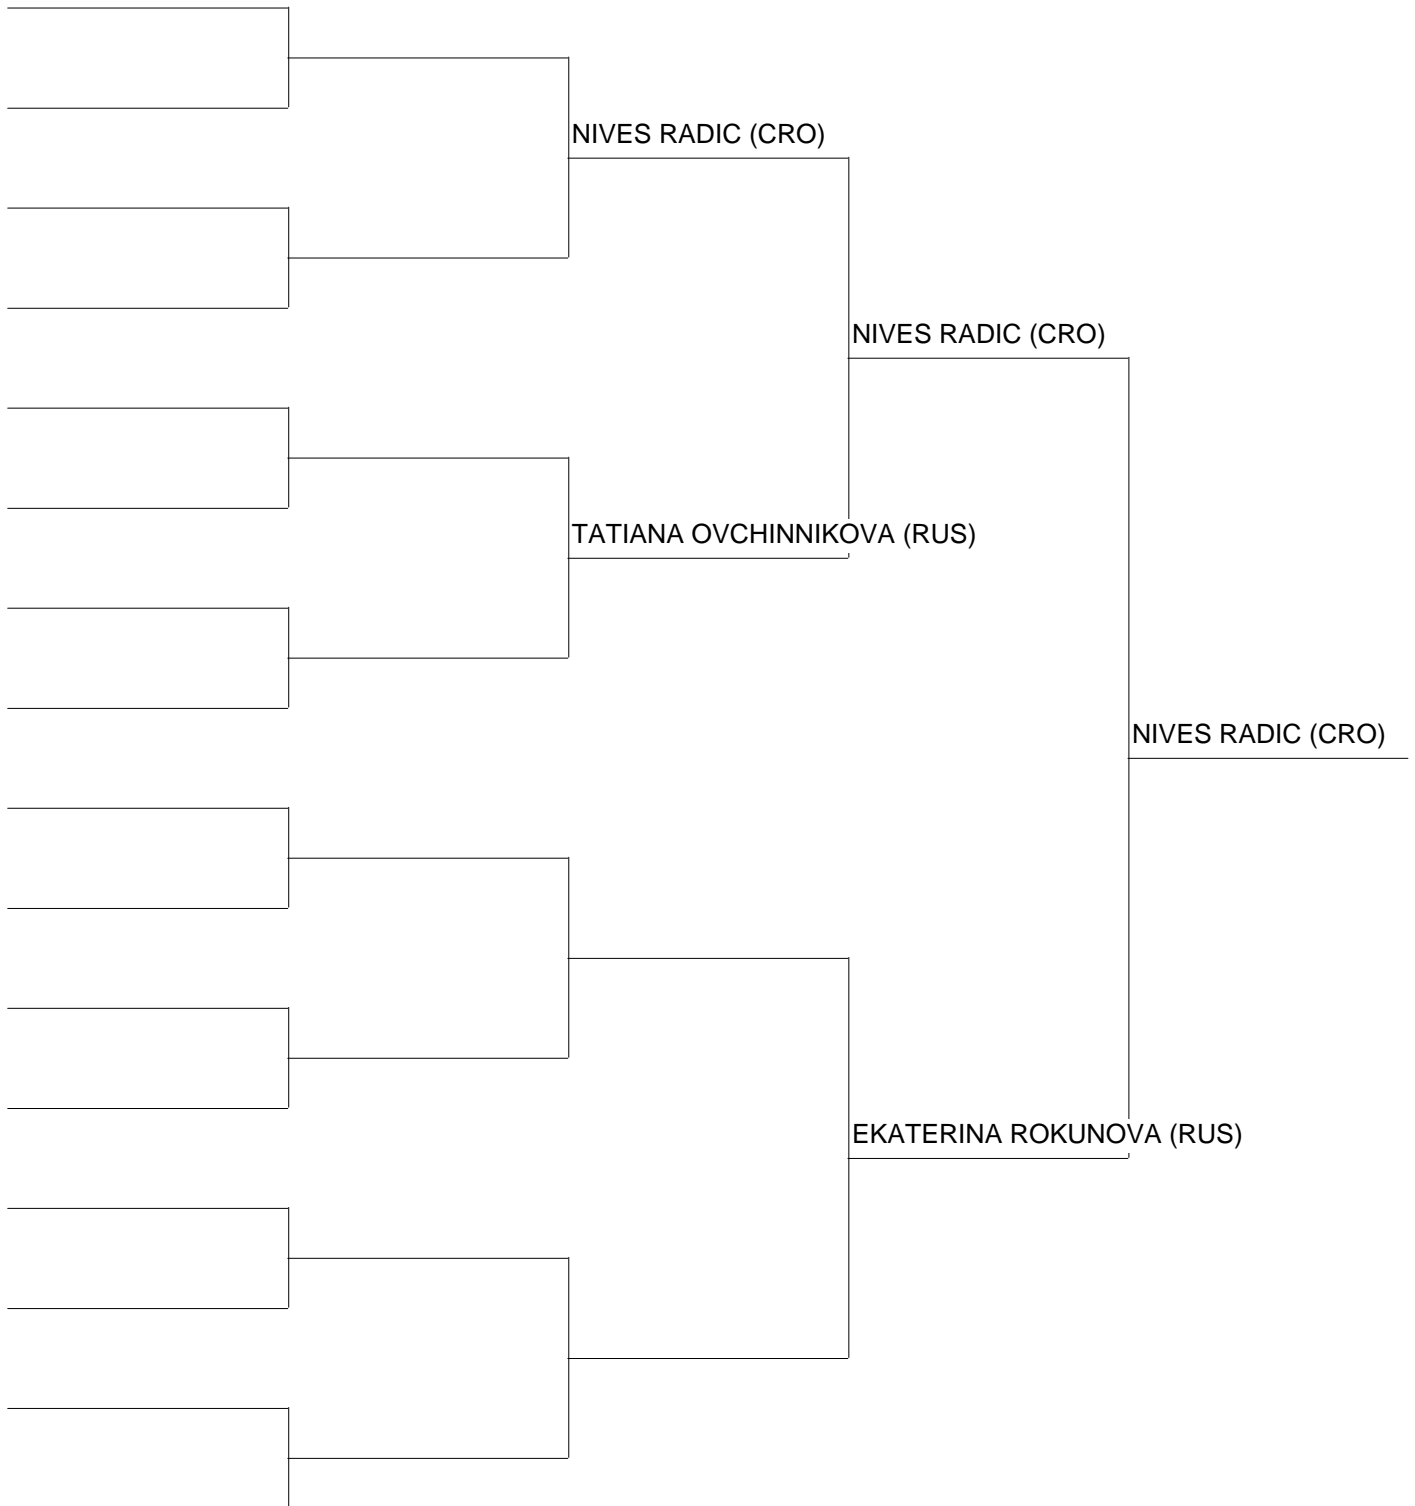 NIVES RADIC (CRO)
NIVES RADIC (CRO)
TATIANA OVCHINNIKOVA (RUS)
NIVES RADIC (CRO)
EKATERINA ROKUNOVA (RUS)